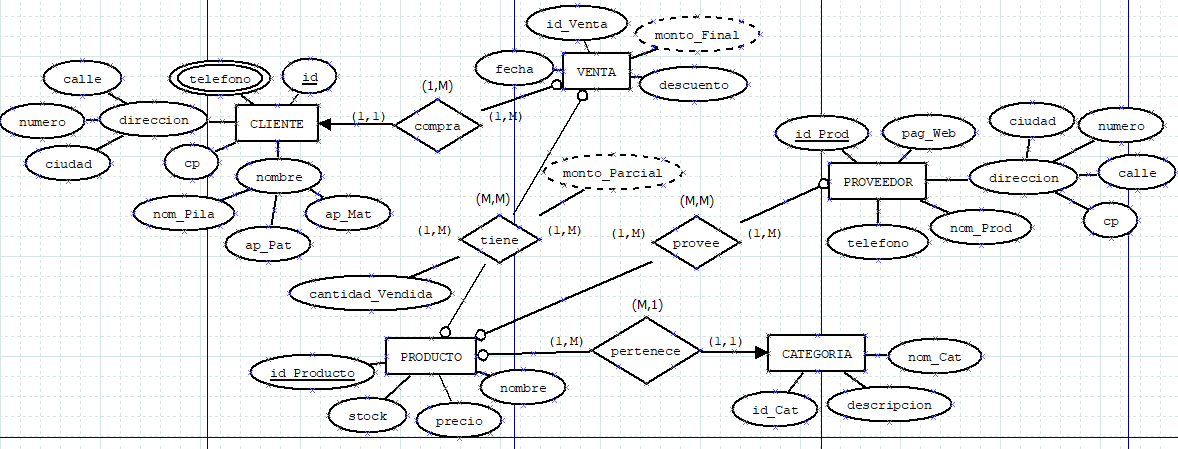 id_Venta
monto_Final
fecha
VENTA
descuento
calle
telefono
id
numero
direccion
CLIENTE
ciudad
cp
nombre
nom_Pila
ap_Mat
ap_Pat
(1,1)
(1,M)
compra
(1,M)
monto_Parcial
(M,M)
(1,M)
tiene
(1,M)
cantidad_Vendida
(M,M)
(1,M)
provee
(1,M)
id_Prod
pag_Web
ciudad
numero
PROVEEDOR
direccion
calle
cp
telefono
nom_Prod
PRODUCTO
(1,M)
(M,1)
pertenece
(1,1)
CATEGORIA
nom_Cat
id_Producto
nombre
stock
precio
id_Cat
descripcion